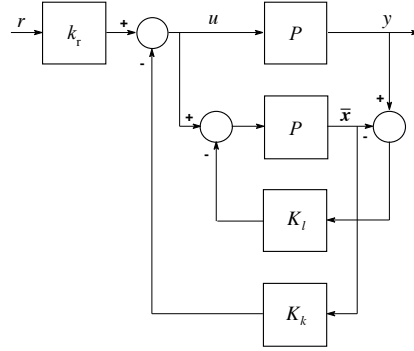 r k_r + - u P y
+ - P x̄ + -
K_l
K_k